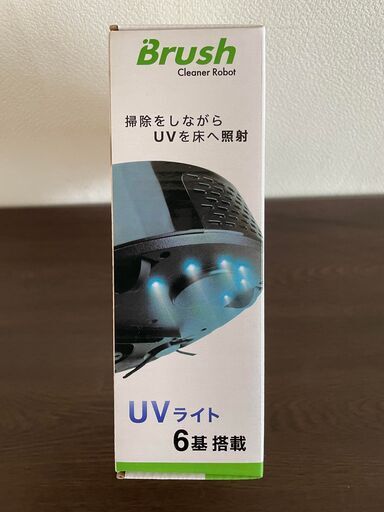 Brush
Cleaner Robot
掃除をしながら
UVを床へ照射
UVライト
6基搭載